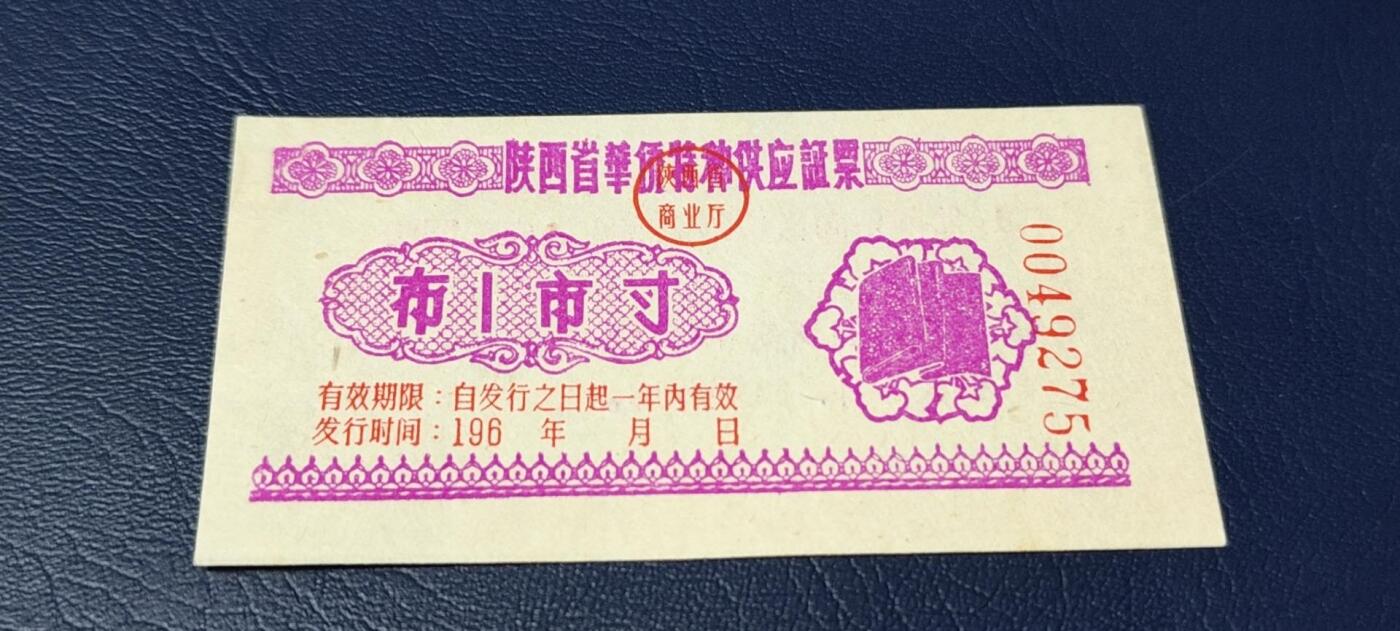 陕西省華侨特种供应証票
陕西省
商业厅
布1市寸
有效期限：自发行之日起一年内有效
发行时间：196 年 月 日
00492775